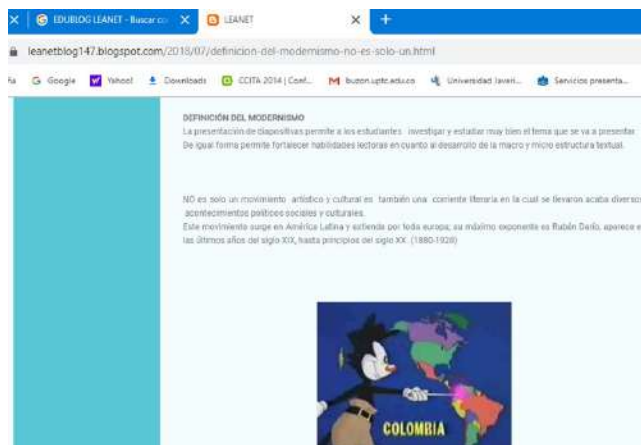 EDUBLOG LEANET - Buscar co
LEANET
leanetblog147.blogspot.com/2018/07/definicion-del-modernismo-no-es-solo-un.html
Google Yahoo! Downloads CCITA 2014 | Conf... buzon.uptc.edu.co Universidad Javeri... Servicios presenta...
DEFINICIÓN DEL MODERNISMO
La presentación de diapositivas permite a los estudiantes investigar y estudiar muy bien el tema que se va a presentar
De igual forma permite fortalecer habilidades lectoras en cuanto al desarrollo de la macro y micro estructura textual.
NO es solo un movimiento artístico y cultural es también una corriente literaria en la cual se llevaron acaba diversos
acontecimientos políticos sociales y culturales.
Este movimiento surge en América Latina y extiende por toda europa; su máximo exponente es Rubén Darío, aparece e
las últimos años del siglo XIX, hasta principios del siglo XX. (1880-1920)
COLOMBIA